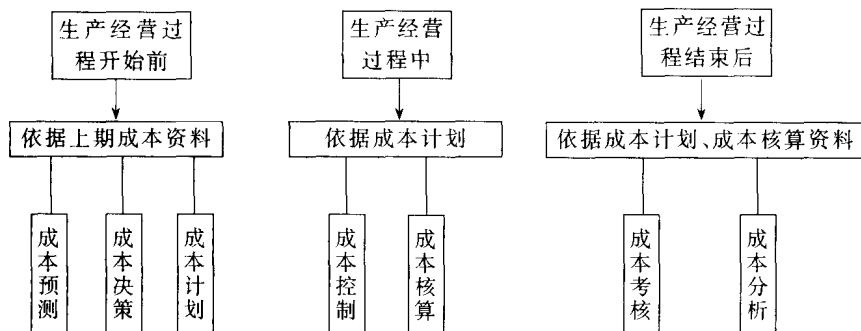 生产经营过
程开始前
生产经营
过程中
生产经营过
程结束后
依据上期成本资料
依据成本计划
依据成本计划、成本核算资料
成本预测
成本决策
成本计划
成本控制
成本核算
成本考核
成本分析